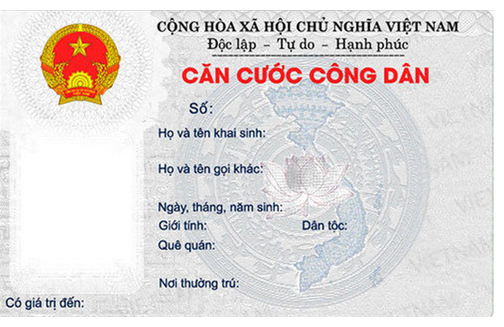 CỘNG HÒA XÃ HỘI CHỦ NGHĨA VIỆT NAM
Độc lập – Tự do – Hạnh phúc
CĂN CƯỚC CÔNG DÂN
Số:
Họ và tên khai sinh:
Họ và tên gọi khác:
Ngày, tháng, năm sinh:
Giới tính: Dân tộc:
Quê quán:
Nơi thường trú:
Có giá trị đến: